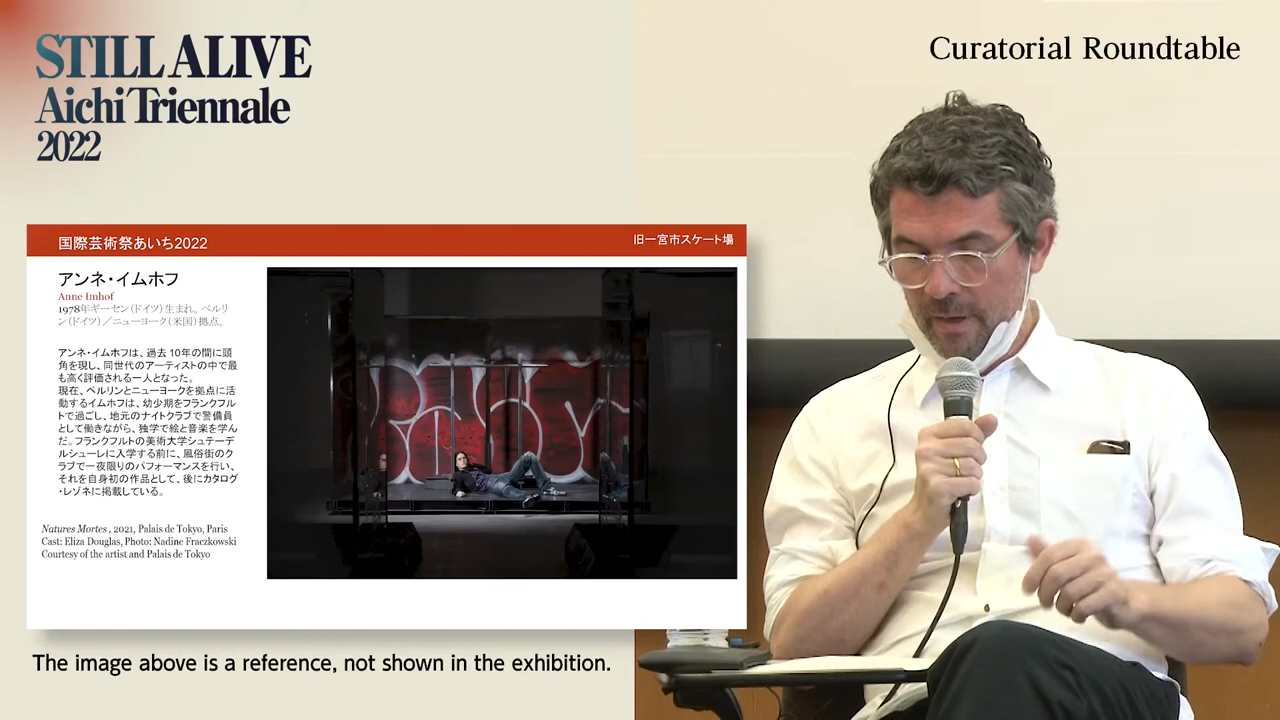 STILL ALIVE
Aichi Triennale
2022
Curatorial Roundtable
国際芸術祭あいち2022
旧一宮市スケート場
アンネ・イムホフ
Anne Imhof
1978年ギーセン（ドイツ）生まれ。ベルリ
ン（ドイツ）／ニューヨーク（米国）拠点。
アンネ・イムホフは、過去 10年の間に頭
角を現し、同世代のアーティストの中で最
も高く評価される一人となった。
現在、ベルリンとニューヨークを拠点に活
動するイムホフは、幼少期をフランクフル
トで過ごし、地元のナイトクラブで警備員
として働きながら、独学で絵と音楽を学ん
だ。フランクフルトの美術大学シュテーデ
ルシューレに入学する前に、風俗街のク
ラブで一夜限りのパフォーマンスを行い、
それを自身初の作品として、後にカタログ
・レゾネに掲載している。
Natures Mortes , 2021, Palais de Tokyo, Paris
Cast: Eliza Douglas, Photo: Nadine Fraczkowski
Courtesy of the artist and Palais de Tokyo
The image above is a reference, not shown in the exhibition.